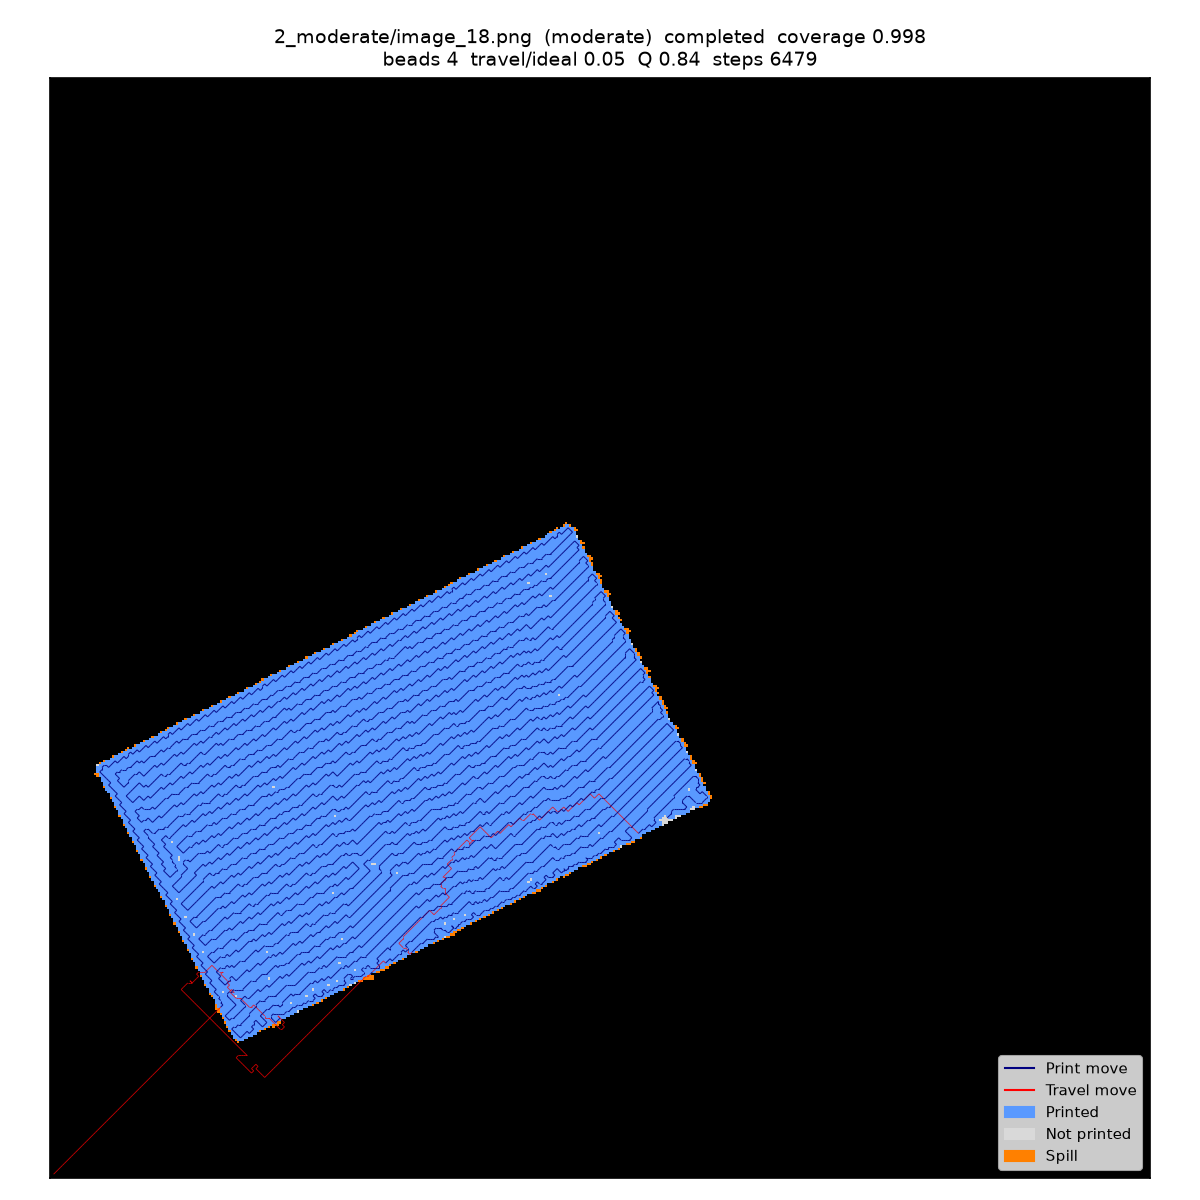 2_moderate/image_18.png  (moderate)  completed  coverage 0.998
beads 4  travel/ideal 0.05  Q 0.84  steps 6479
Print move
Travel move
Printed
Not printed
Spill